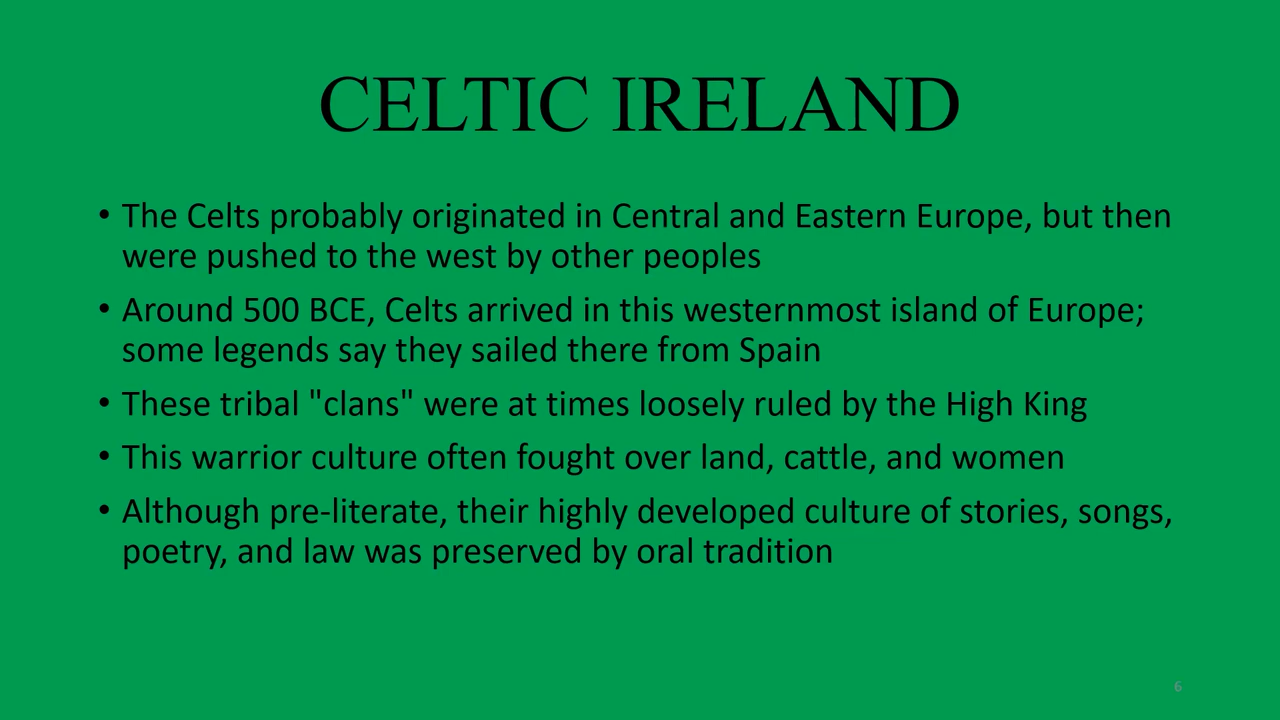 CELTIC IRELAND
• The Celts probably originated in Central and Eastern Europe, but then
were pushed to the west by other peoples
• Around 500 BCE, Celts arrived in this westernmost island of Europe;
some legends say they sailed there from Spain
• These tribal "clans" were at times loosely ruled by the High King
• This warrior culture often fought over land, cattle, and women
• Although pre-literate, their highly developed culture of stories, songs,
poetry, and law was preserved by oral tradition
6